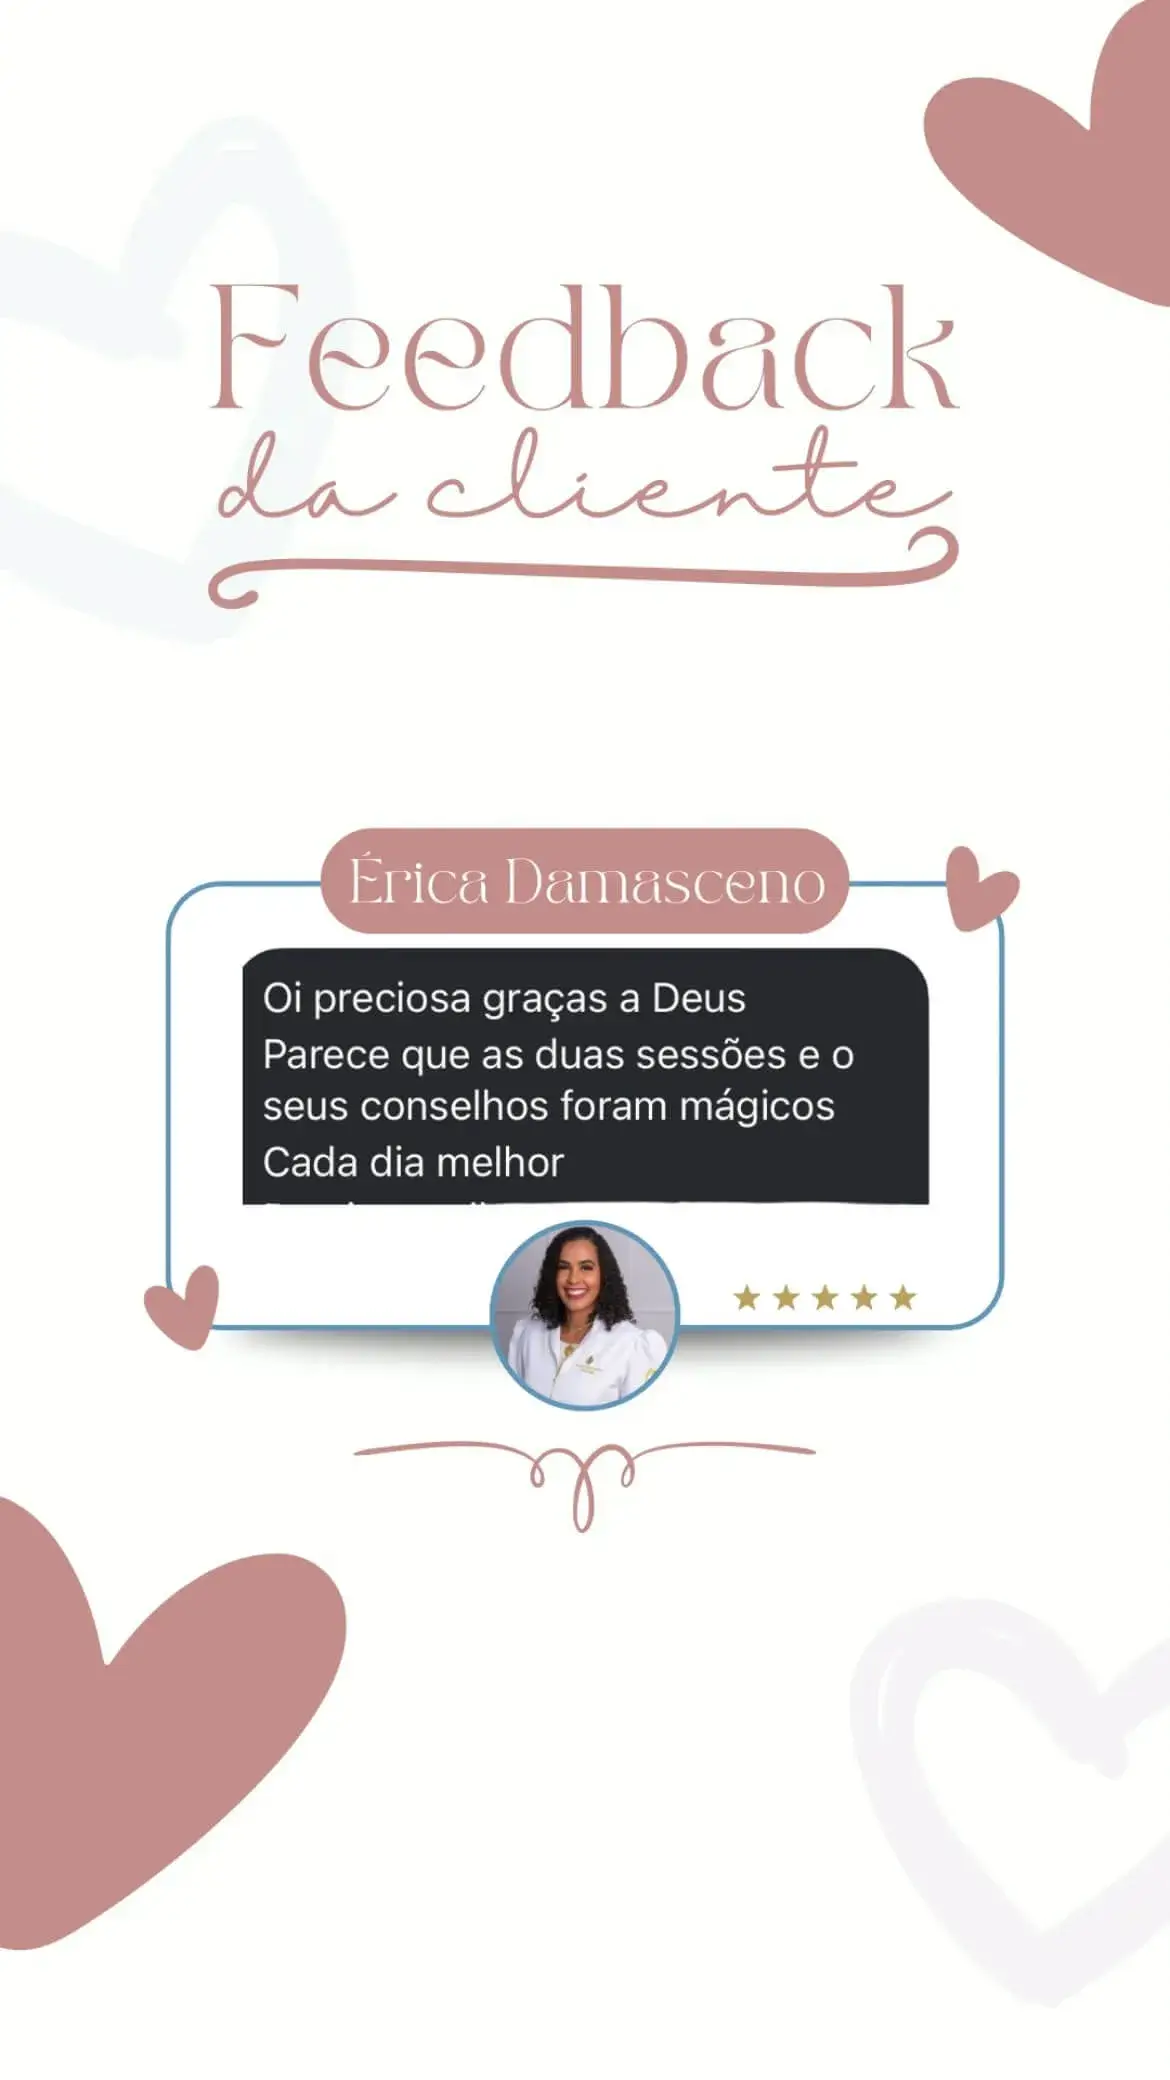 Feedback
da cliente
Érica Damasceno
Oi preciosa graças a Deus
Parece que as duas sessões e o
seus conselhos foram mágicos
Cada dia melhor